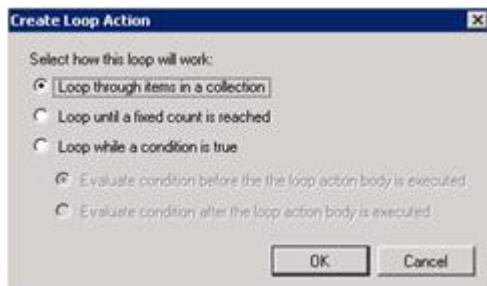 Create Loop Action
Select how this loop will work:
Loop through items in a collection
Loop until a fixed count is reached
Loop while a condition is true
Evaluate condition before the the loop action body is executed
Evaluate condition after the loop action body is executed
OK Cancel